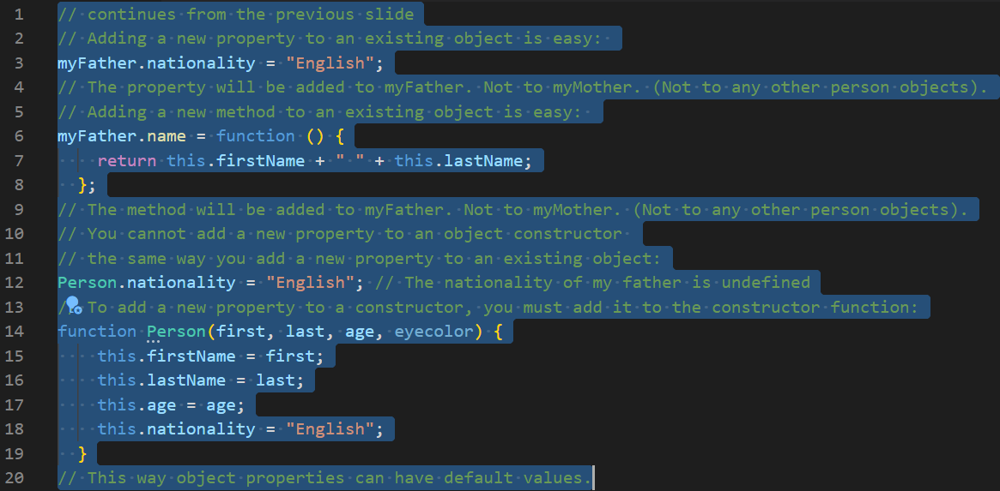 1 // continues from the previous slide
2 // Adding a new property to an existing object is easy:
3 myFather.nationality = "English";
4 // The property will be added to myFather. Not to myMother. (Not to any other person objects).
5 // Adding a new method to an existing object is easy:
6 myFather.name = function () {
7     return this.firstName + " " + this.lastName;
8   };
9 // The method will be added to myFather. Not to myMother. (Not to any other person objects).
10 // You cannot add a new property to an object constructor
11 // the same way you add a new property to an existing object:
12 Person.nationality = "English"; // The nationality of my father is undefined
13 // To add a new property to a constructor, you must add it to the constructor function:
14 function Person(first, last, age, eyecolor) {
15     this.firstName = first;
16     this.lastName = last;
17     this.age = age;
18     this.nationality = "English";
19   }
20 // This way object properties can have default values.